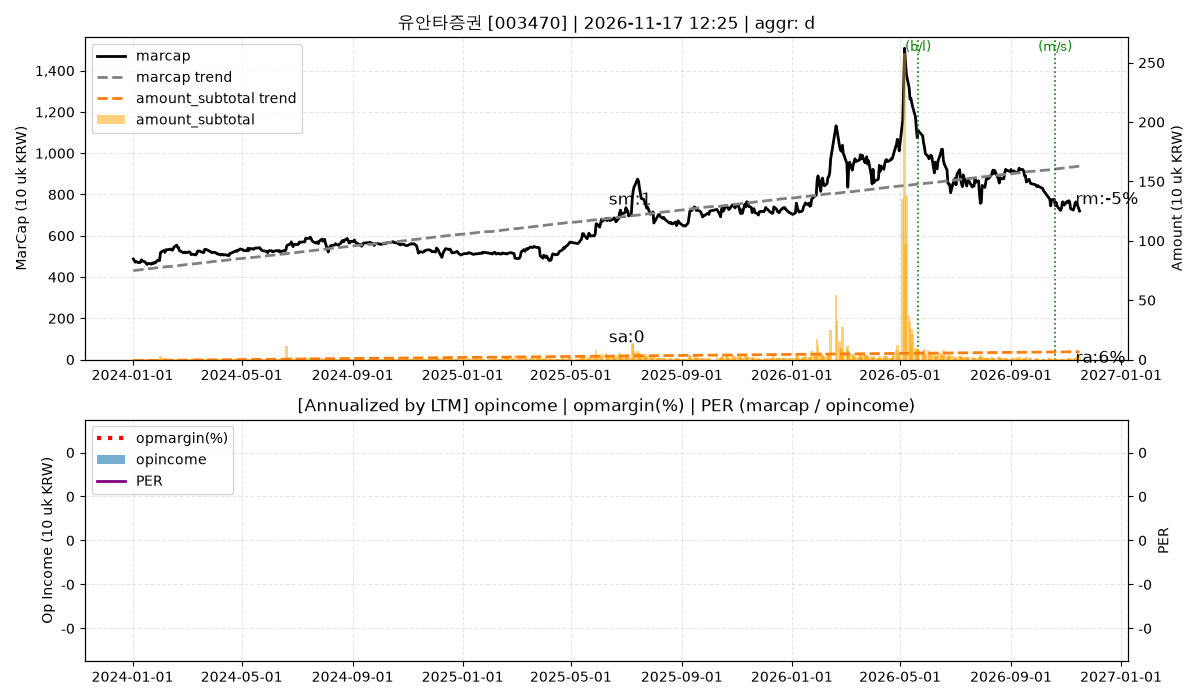 유안타증권 [003470] | 2026-11-17 12:25 | aggr: d
(b/l)
(m/s)
marcap
marcap trend
amount_subtotal trend
amount_subtotal
MarCap (10 uk KRW)
1,400
1,200
1,000
800
600
400
200
0
Amount (10 uk KRW)
250
200
150
100
50
0
sm:1
rm:-5%
sa:0
ra:6%
2024-01-01 2024-05-01 2024-09-01 2025-01-01 2025-05-01 2025-09-01 2026-01-01 2026-05-01 2026-09-01 2027-01-01
[Annualized by LTM] opincome | opmargin(%) | PER (marcap / opincome)
opmargin(%)
opincome
PER
Op Income (10 uk KRW)
0
0
0
-0
-0
PER
0
0
0
-0
-0
2024-01-01 2024-05-01 2024-09-01 2025-01-01 2025-05-01 2025-09-01 2026-01-01 2026-05-01 2026-09-01 2027-01-01